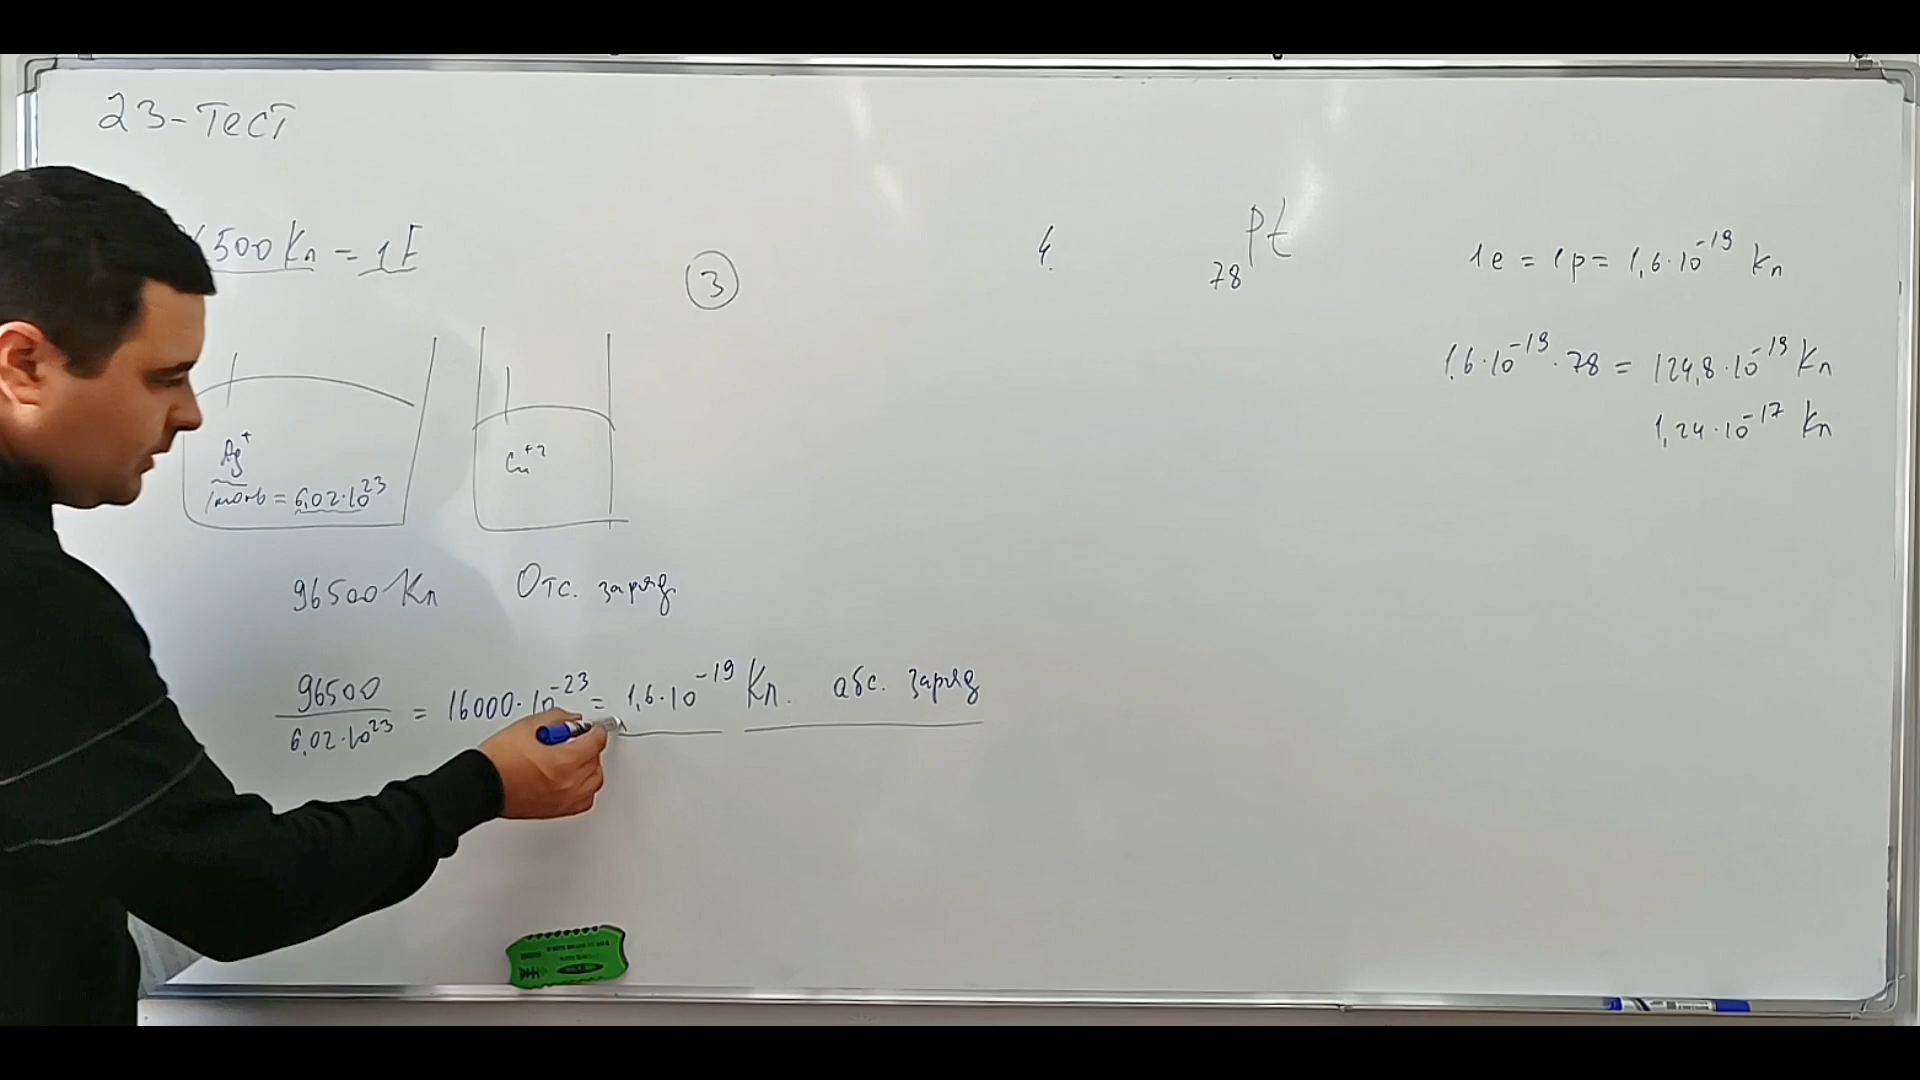 23-Тест
500 Кл = 1F
3
4.
78 Pt
1e = 1p = 1,6·10⁻¹⁹ Кл
1,6·10⁻¹⁹·78 = 124,8·10⁻¹⁹ Кл
1,24·10⁻¹⁷ Кл
Ag⁺
1моль = 6,02·10²³
Cu⁺²
96500 Кл
Отс. заряд
96500
6,02·10²³
= 16000·10⁻²³ = 1,6·10⁻¹⁹ Кл. абс. заряд